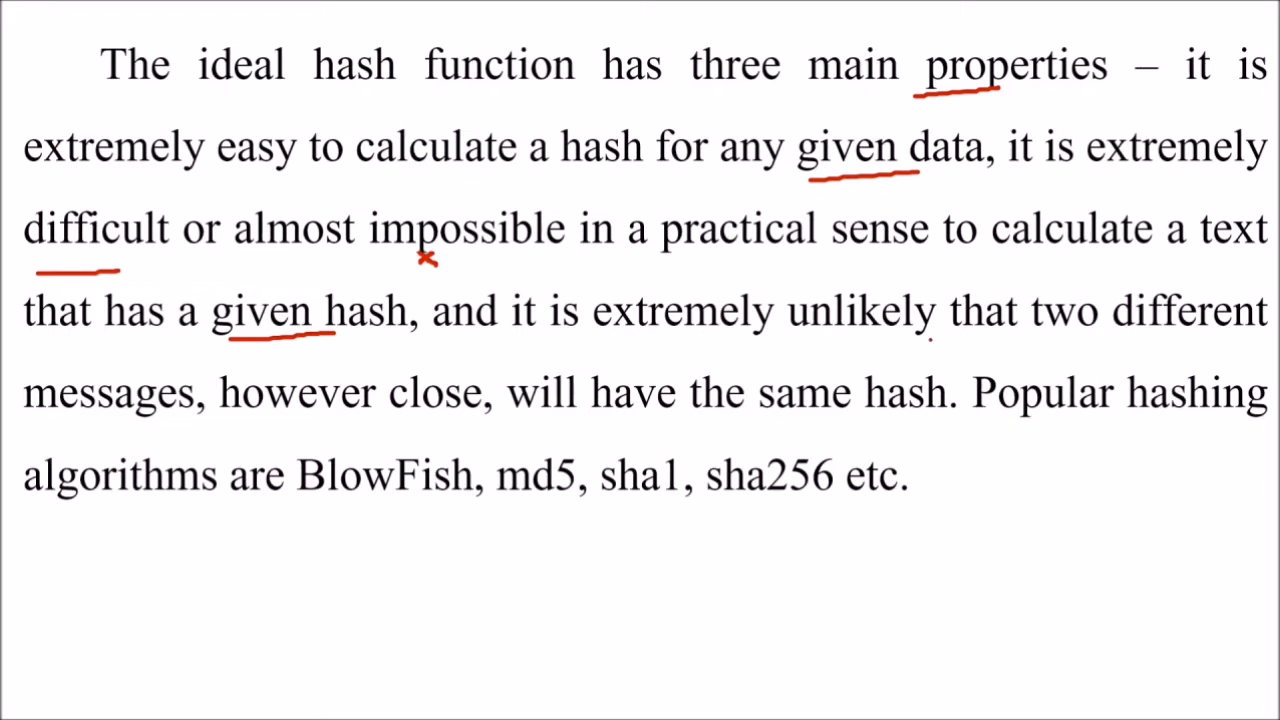 The ideal hash function has three main properties – it is
extremely easy to calculate a hash for any given data, it is extremely
difficult or almost impossible in a practical sense to calculate a text
that has a given hash, and it is extremely unlikely that two different
messages, however close, will have the same hash. Popular hashing
algorithms are BlowFish, md5, sha1, sha256 etc.